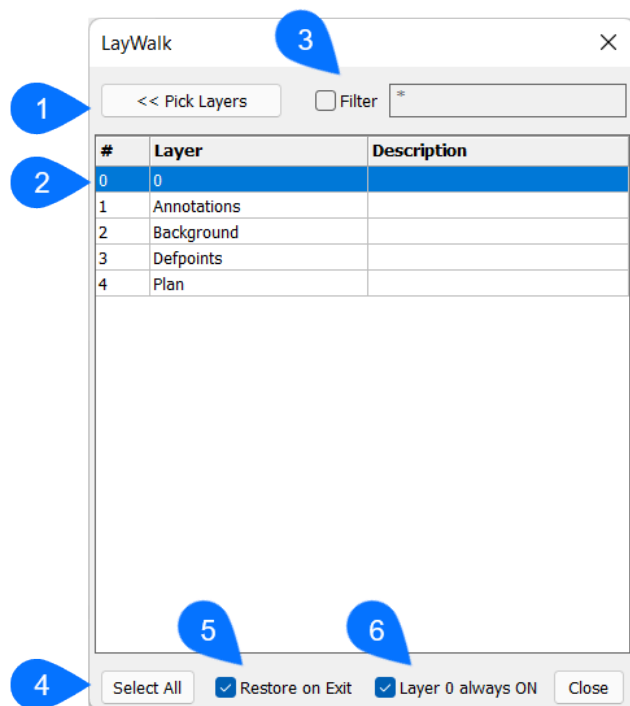 3
LayWalk
1
<< Pick Layers
Filter
*
# Layer Description
2
0 0
1 Annotations
2 Background
3 Defpoints
4 Plan
5
6
4
Select All
Restore on Exit
Layer 0 always ON
Close